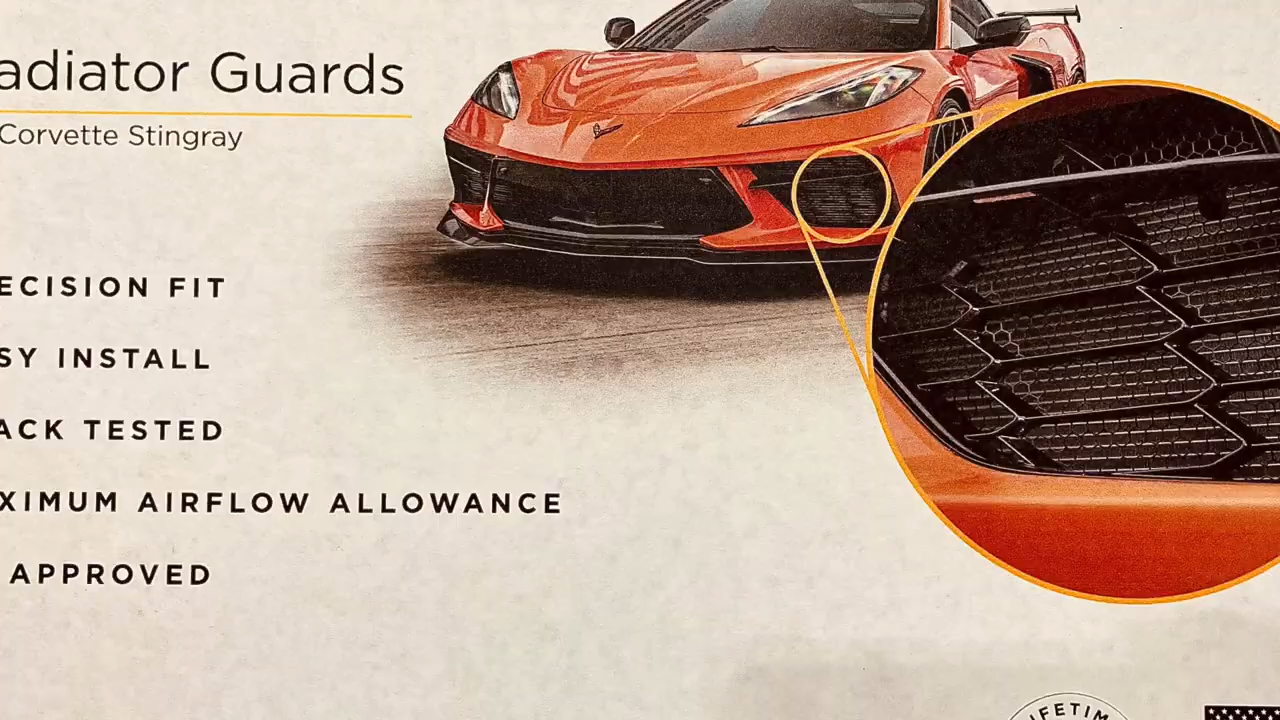 adiator Guards
Corvette Stingray
ECISION FIT
SY INSTALL
ACK TESTED
XIMUM AIRFLOW ALLOWANCE
APPROVED
IFETIM